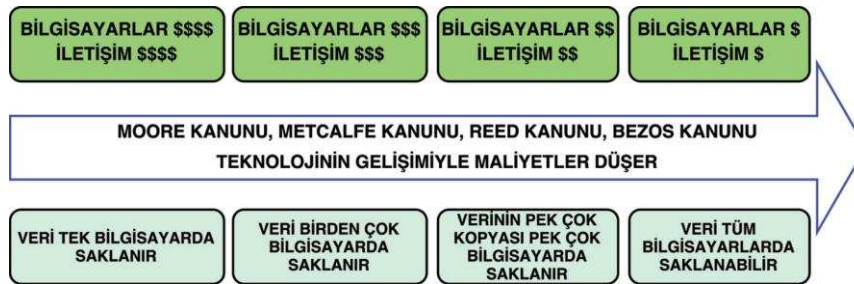 BİLGİSAYARLAR $$$$
İLETİŞİM $$$$
BİLGİSAYARLAR $$$
İLETİŞİM $$$
BİLGİSAYARLAR $$
İLETİŞİM $$
BİLGİSAYARLAR $
İLETİŞİM $
MOORE KANUNU, METCALFE KANUNU, REED KANUNU, BEZOS KANUNU
TEKNOLOJİNİN GELİŞİMİYLE MALİYETLER DÜŞER
VERİ TEK BİLGİSAYARDA
SAKLANIR
VERİ BİRDEN ÇOK
BİLGİSAYARDA
SAKLANIR
VERİNİN PEK ÇOK
KOPYASI PEK ÇOK
BİLGİSAYARDA
SAKLANIR
VERİ TÜM
BİLGİSAYARLARDA
SAKLANABİLİR